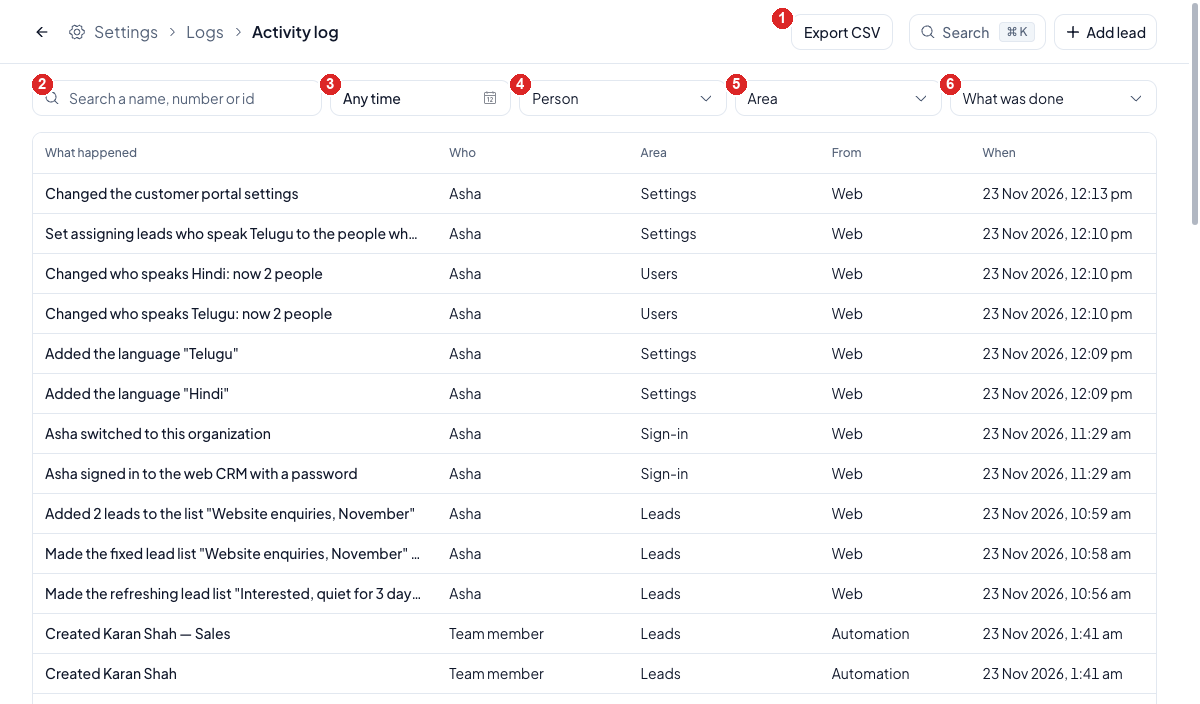 Settings > Logs > Activity log 1 Export CSV Search ⌘ K + Add lead
2 Search a name, number or id 3 Any time 4 Person 5 Area 6 What was done
What happened Who Area From When
Changed the customer portal settings Asha Settings Web 23 Nov 2026, 12:13 pm
Set assigning leads who speak Telugu to the people wh... Asha Settings Web 23 Nov 2026, 12:10 pm
Changed who speaks Hindi: now 2 people Asha Users Web 23 Nov 2026, 12:10 pm
Changed who speaks Telugu: now 2 people Asha Users Web 23 Nov 2026, 12:10 pm
Added the language "Telugu" Asha Settings Web 23 Nov 2026, 12:09 pm
Added the language "Hindi" Asha Settings Web 23 Nov 2026, 12:09 pm
Asha switched to this organization Asha Sign-in Web 23 Nov 2026, 11:29 am
Asha signed in to the web CRM with a password Asha Sign-in Web 23 Nov 2026, 11:29 am
Added 2 leads to the list "Website enquiries, November" Asha Leads Web 23 Nov 2026, 10:59 am
Made the fixed lead list "Website enquiries, November" ... Asha Leads Web 23 Nov 2026, 10:58 am
Made the refreshing lead list "Interested, quiet for 3 day... Asha Leads Web 23 Nov 2026, 10:56 am
Created Karan Shah — Sales Team member Leads Automation 23 Nov 2026, 1:41 am
Created Karan Shah Team member Leads Automation 23 Nov 2026, 1:41 am